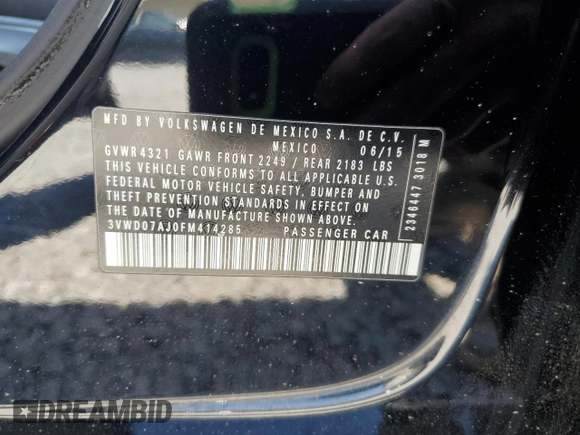 MFD BY VOLKSWAGEN DE MEXICO S.A. DE C.V.
MEXICO 06/15
GVWR 4321 GAWR FRONT 2249 / REAR 2183 LBS
THIS VEHICLE CONFORMS TO ALL APPLICABLE U.S.
FEDERAL MOTOR VEHICLE SAFETY, BUMPER AND
THEFT PREVENTION STANDARDS IN EFFECT ON
THE DATE OF MANUFACTURE SHOWN ABOVE.
3VWD07AJ0FM414285 PASSENGER CAR
2346447 3018 M
DREAMBID